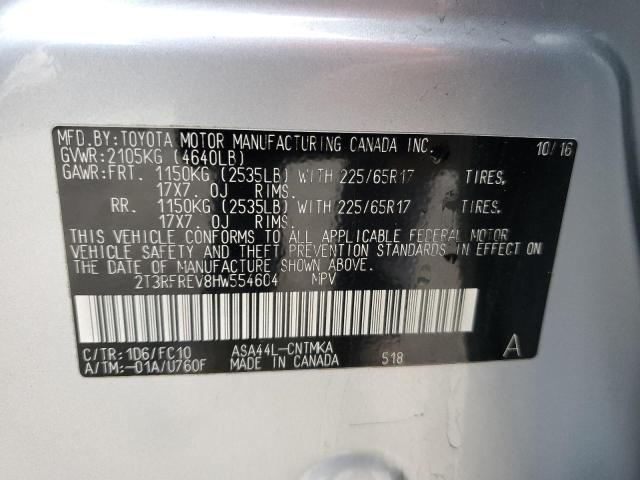 MFD.BY:TOYOTA MOTOR MANUFACTURING CANADA INC. 10/16
GVWR:2105KG (4640LB)
GAWR:FRT. 1150KG (2535LB) WITH 225/65R17 TIRES,
17X7.0J RIMS.
RR. 1150KG (2535LB) WITH 225/65R17 TIRES,
17X7.0J RIMS.
THIS VEHICLE CONFORMS TO ALL APPLICABLE FEDERAL MOTOR
VEHICLE SAFETY AND THEFT PREVENTION STANDARDS IN EFFECT ON
THE DATE OF MANUFACTURE SHOWN ABOVE.
2T3RFREV8HW554604 MPV
C/TR:1D6/FC10 ASA44L-CNTMKA
A/TM:-01A/U760F MADE IN CANADA 518 A